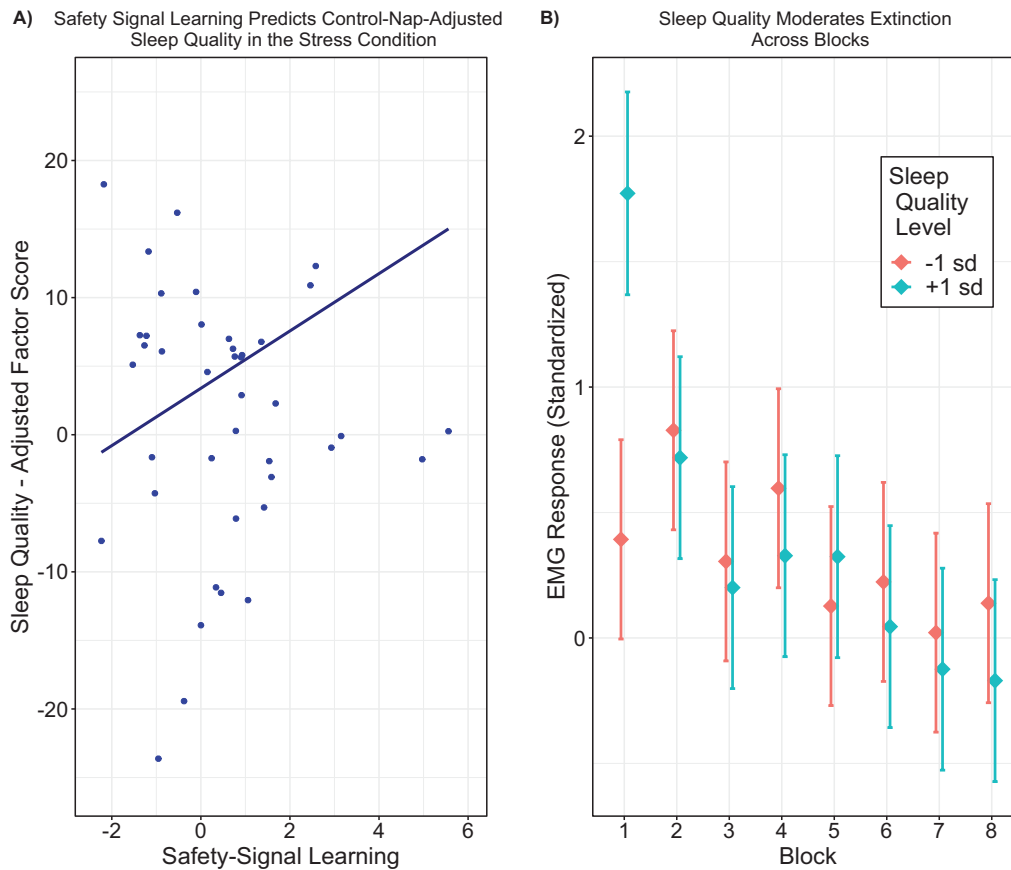 A)
Safety Signal Learning Predicts Control-Nap-Adjusted
Sleep Quality in the Stress Condition
Sleep Quality - Adjusted Factor Score
20
10
0
-10
-20
-2
0
2
4
6
Safety-Signal Learning
B)
Sleep Quality Moderates Extinction
Across Blocks
EMG Response (Standardized)
2
1
0
Sleep
Quality
Level
-1 sd
+1 sd
1
2
3
4
5
6
7
8
Block